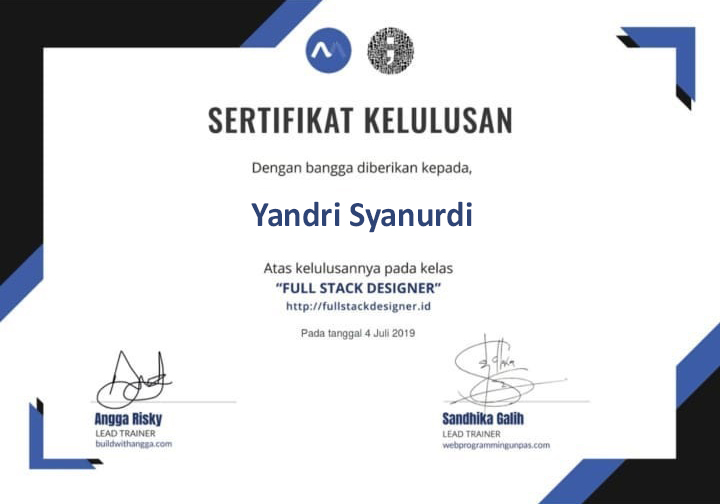 SERTIFIKAT KELULUSAN
Dengan bangga diberikan kepada,
Yandri Syanurdi
Atas kelulusannya pada kelas
“FULL STACK DESIGNER”
http://fullstackdesigner.id
Pada tanggal 4 Juli 2019
Angga Risky
LEAD TRAINER
buildwithangga.com
Sandhika Galih
LEAD TRAINER
webprogrammingunpas.com